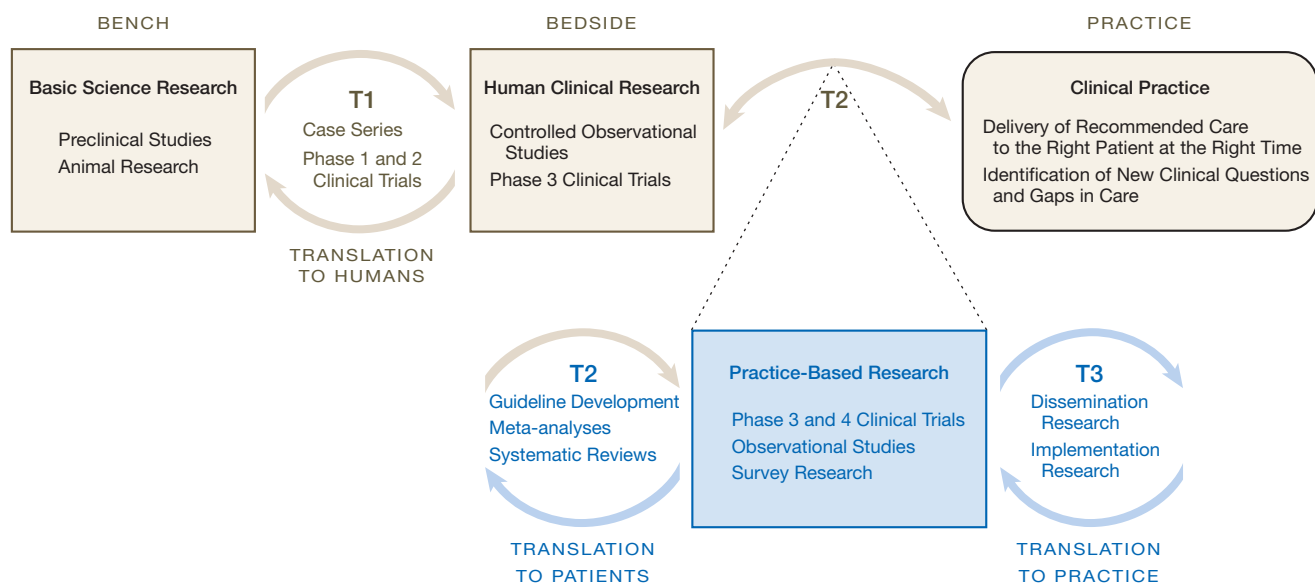 BENCH
BEDSIDE
PRACTICE
Basic Science Research
Preclinical Studies
Animal Research
T1
Case Series
Phase 1 and 2
Clinical Trials
TRANSLATION
TO HUMANS
Human Clinical Research
Controlled Observational
Studies
Phase 3 Clinical Trials
T2
Clinical Practice
Delivery of Recommended Care
to the Right Patient at the Right Time
Identification of New Clinical Questions
and Gaps in Care
T2
Guideline Development
Meta-analyses
Systematic Reviews
TRANSLATION
TO PATIENTS
Practice-Based Research
Phase 3 and 4 Clinical Trials
Observational Studies
Survey Research
T3
Dissemination
Research
Implementation
Research
TRANSLATION
TO PRACTICE